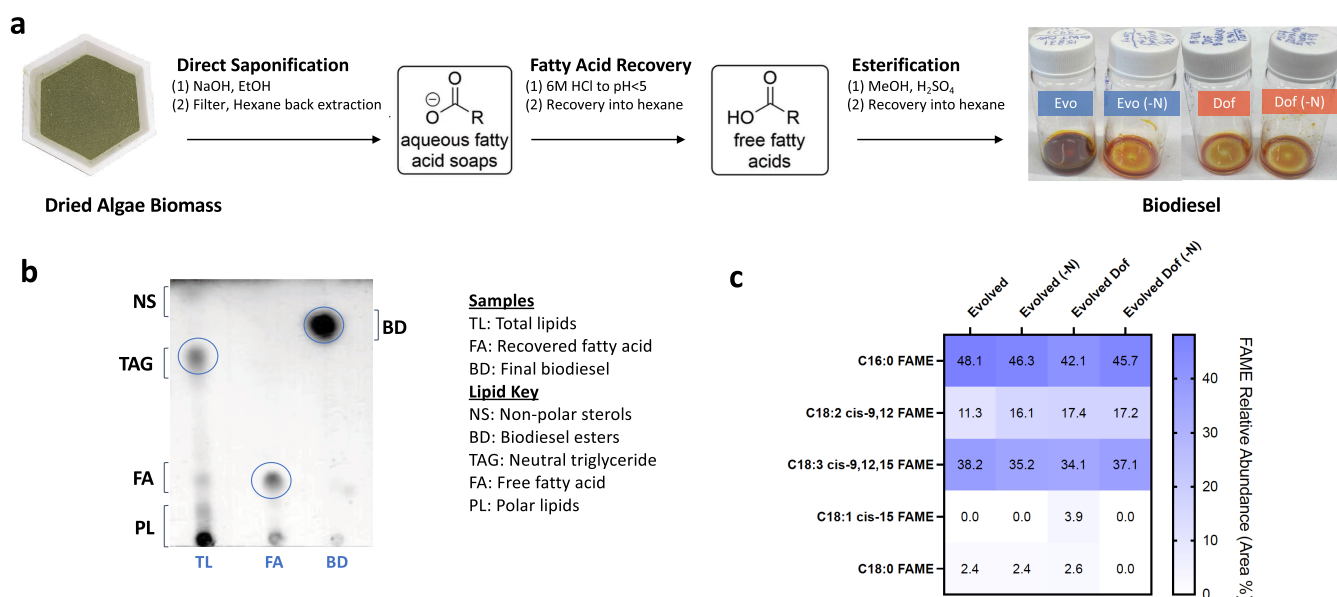 a
Direct Saponification
(1) NaOH, EtOH
(2) Filter, Hexane back extraction
Fatty Acid Recovery
(1) 6M HCl to pH<5
(2) Recovery into hexane
Esterification
(1) MeOH, H₂SO₄
(2) Recovery into hexane
O
⊖
O
R
aqueous fatty
acid soaps
O
HO
R
free fatty
acids
Evo
Evo (-N)
Dof
Dof (-N)
Dried Algae Biomass
Biodiesel
b
NS
TAG
FA
PL
BD
TL
FA
BD
Samples
TL: Total lipids
FA: Recovered fatty acid
BD: Final biodiesel
Lipid Key
NS: Non-polar sterols
BD: Biodiesel esters
TAG: Neutral triglyceride
FA: Free fatty acid
PL: Polar lipids
c
Evolved
Evolved (-N)
Evolved Dof
Evolved Dof (-N)
C16:0 FAME 48.1 46.3 42.1 45.7
C18:2 cis-9,12 FAME 11.3 16.1 17.4 17.2
C18:3 cis-9,12,15 FAME 38.2 35.2 34.1 37.1
C18:1 cis-15 FAME 0.0 0.0 3.9 0.0
C18:0 FAME 2.4 2.4 2.6 0.0
40
30
20
10
0
FAME Relative Abundance (Area %)